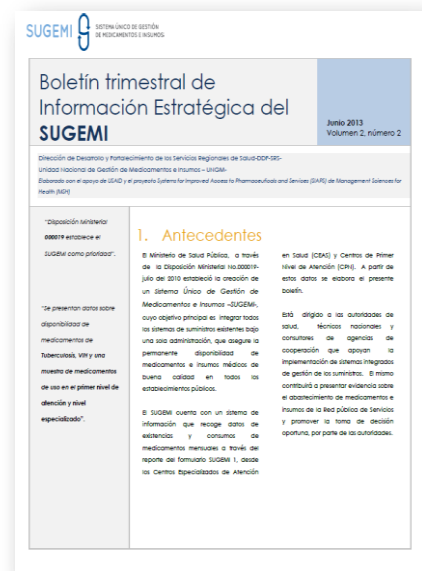 SUGEMI
SISTEMA ÚNICO DE GESTIÓN
DE MEDICAMENTOS E INSUMOS
Boletín trimestral de
Información Estratégica del
SUGEMI
Junio 2013
Volumen 2, número 2
Dirección de Desarrollo y Fortalecimiento de los Servicios Regionales de Salud-DDF-SRS-
Unidad Nacional de Gestión de Medicamentos e Insumos – UNGM-
Elaborado con el apoyo de USAID y el proyecto Systems for Improved Access to Pharmaceuticals and Services (SIAPS) de Management Sciences for
Health (MSH)
"Disposición Ministerial
000019 establece el
SUGEMI como prioridad".
"Se presentan datos sobre
disponibilidad de
medicamentos de
Tuberculosis, VIH y una
muestra de medicamentos
de uso en el primer nivel de
atención y nivel
especializado".
1. Antecedentes
El Ministerio de Salud Pública, a través
de la Disposición Ministerial No.000019-
julio del 2010 estableció la creación de
un Sistema Único de Gestión de
Medicamentos e Insumos –SUGEMI-,
cuyo objetivo principal es integrar todos
los sistemas de suministros existentes bajo
una sola administración, que asegure la
permanente disponibilidad de
medicamentos e insumos médicos de
buena calidad en todos los
establecimientos públicos.
El SUGEMI cuenta con un sistema de
información que recoge datos de
existencias y consumos de
medicamentos mensuales a través del
reporte del formulario SUGEMI 1, desde
los Centros Especializados de Atención
en Salud (CEAS) y Centros de Primer
Nivel de Atención (CPN). A partir de
estos datos se elabora el presente
boletín.
Está dirigido a las autoridades de
salud, técnicos nacionales y
consultores de agencias de
cooperación que apoyan la
implementación de sistemas integrados
de gestión de los suministros. El mismo
contribuirá a presentar evidencia sobre
el abastecimiento de medicamentos e
insumos de la Red pública de Servicios
y promover la toma de decisión
oportuna, por parte de las autoridades.